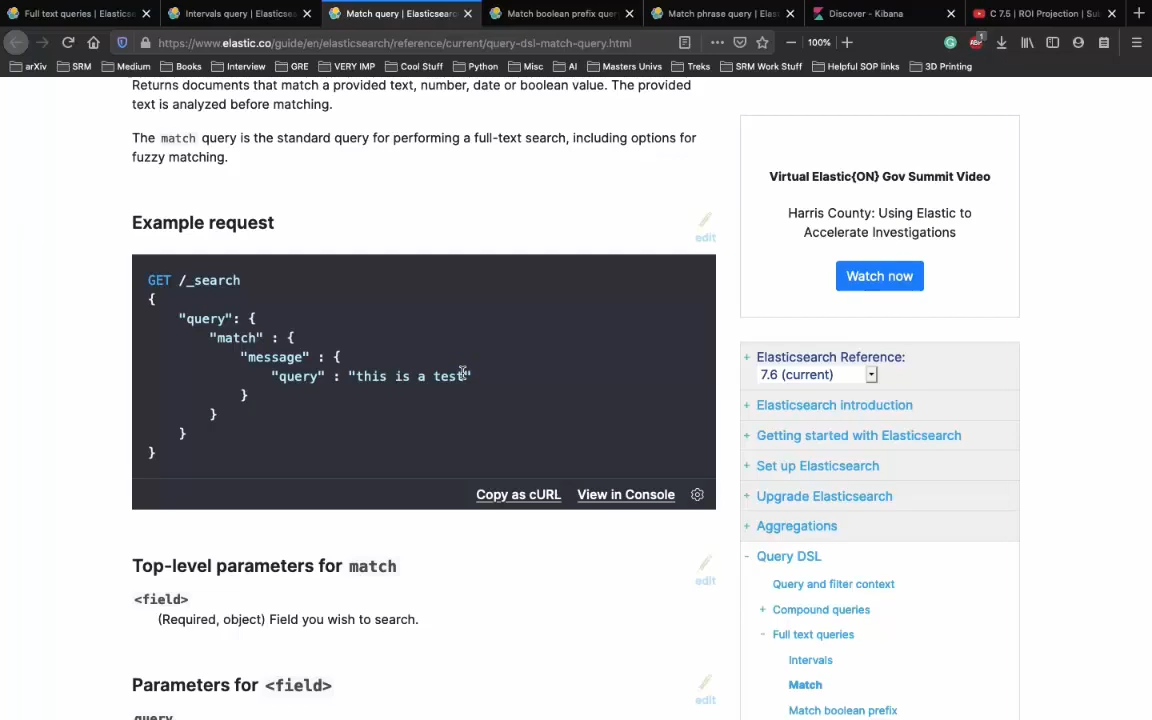 Full text queries | Elasticse
Intervals query | Elasticsea
Match query | Elasticsearc
Match boolean prefix quer
Match phrase query | Elas
Discover - Kibana
C 7.5 | ROI Projection | Sub
https://www.elastic.co/guide/en/elasticsearch/reference/current/query-dsl-match-query.html
100%
1
arXiv
SRM
Medium
Books
Interview
GRE
VERY IMP
Cool Stuff
Python
Misc
AI
Masters Univs
Treks
SRM Work Stuff
Helpful SOP links
3D Printing
Returns documents that match a provided text, number, date or boolean value. The provided
text is analyzed before matching.
The match query is the standard query for performing a full-text search, including options for
fuzzy matching.
Example request
edit
GET /_search
{
"query": {
"match" : {
"message" : {
"query" : "this is a test"
}
}
}
}
Copy as cURL
View in Console
Top-level parameters for match
edit
<field>
(Required, object) Field you wish to search.
Parameters for <field>
edit
query
Virtual Elastic{ON} Gov Summit Video
Harris County: Using Elastic to
Accelerate Investigations
Watch now
+ Elasticsearch Reference:
7.6 (current)
+ Elasticsearch introduction
+ Getting started with Elasticsearch
+ Set up Elasticsearch
+ Upgrade Elasticsearch
+ Aggregations
- Query DSL
Query and filter context
+ Compound queries
- Full text queries
Intervals
Match
Match boolean prefix